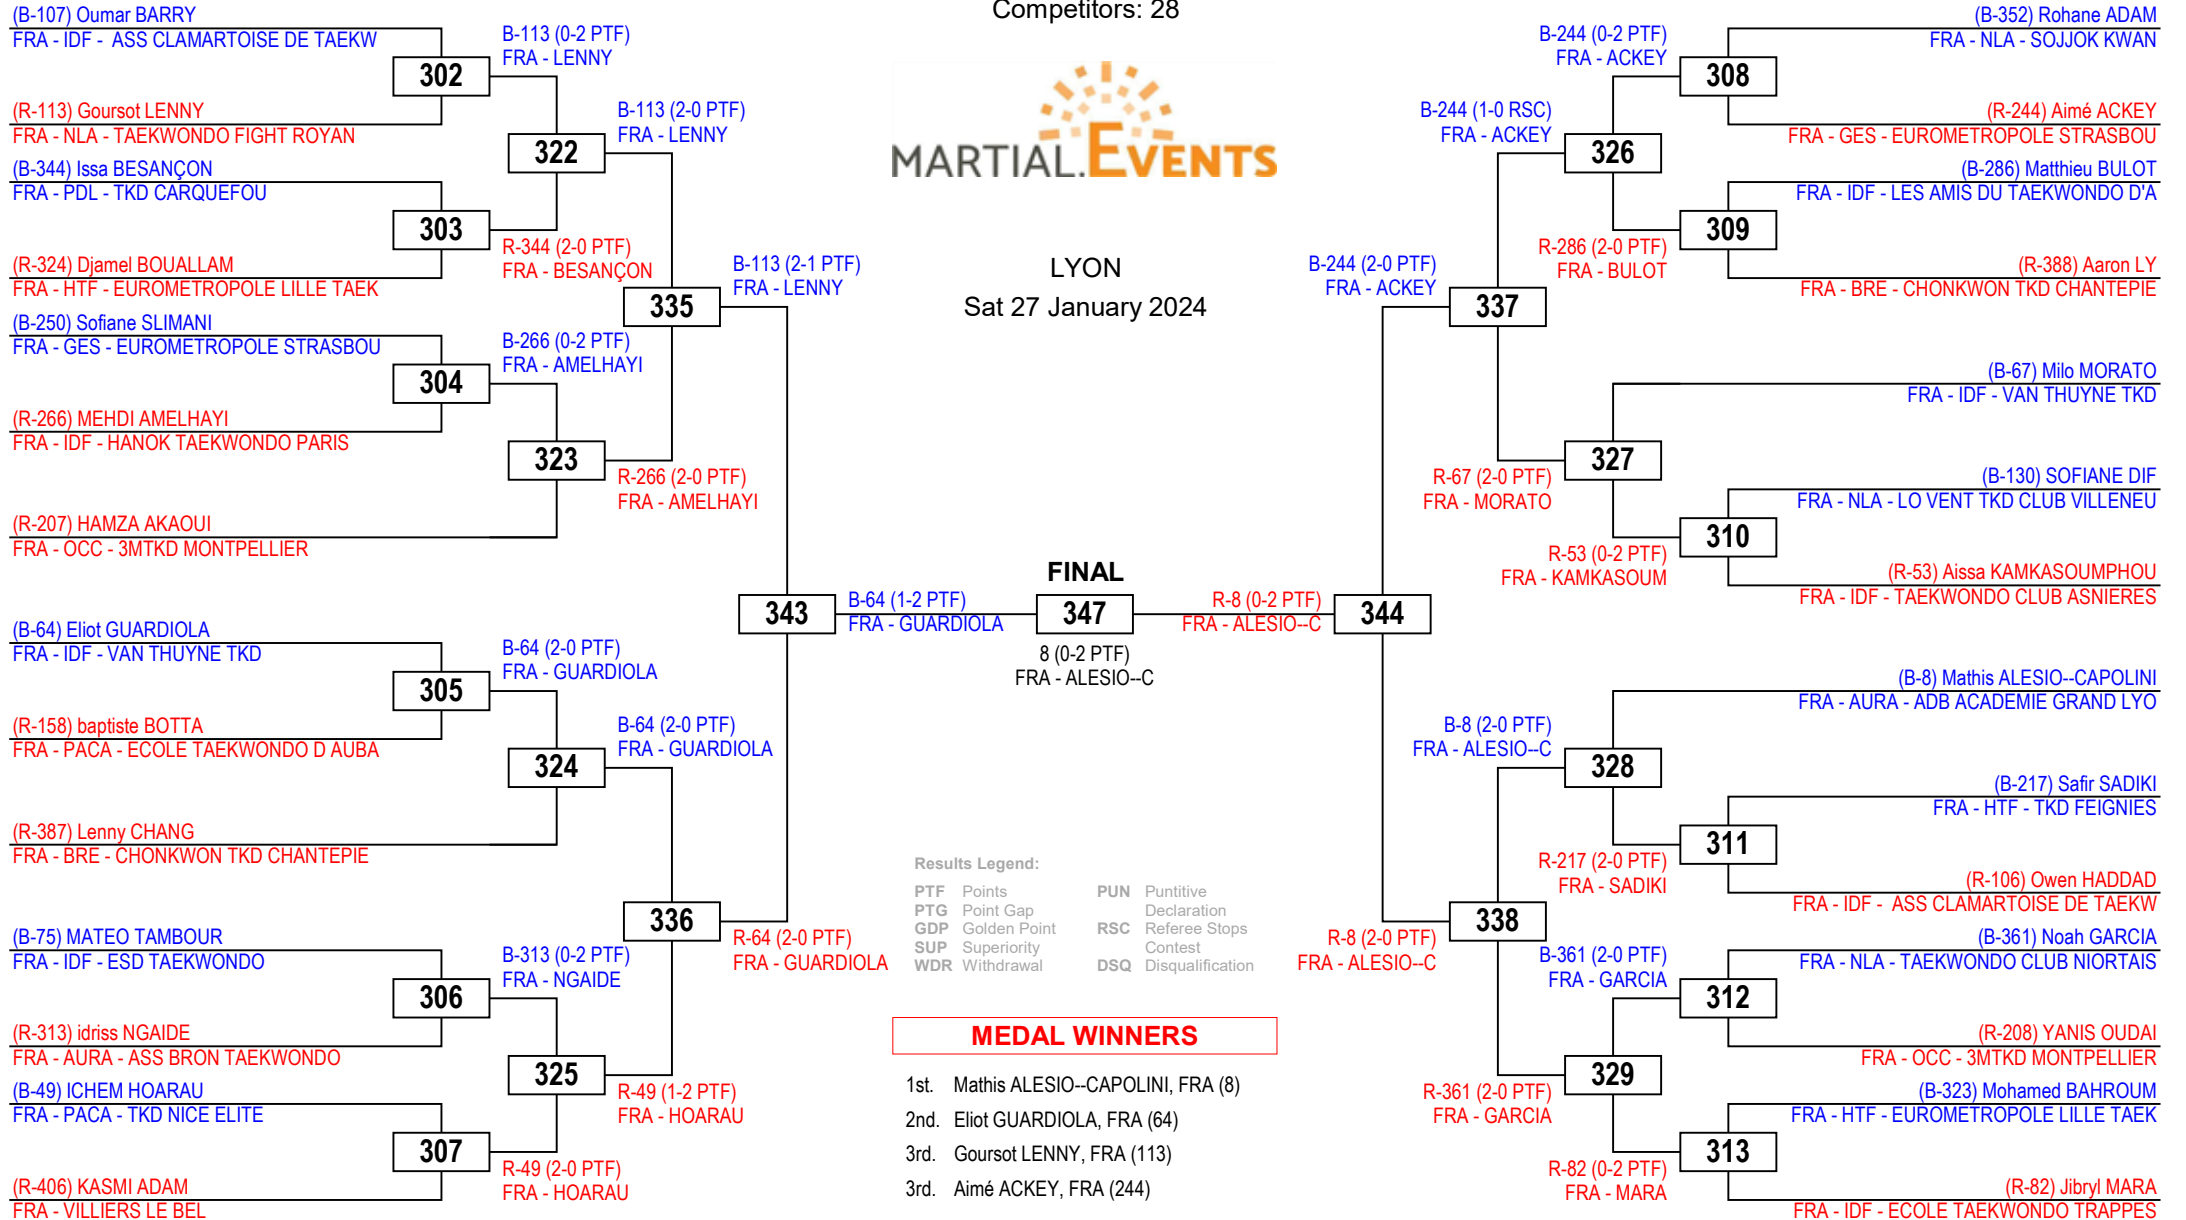 Competitors: 28
MARTIAL.EVENTS
LYON
Sat 27 January 2024
(B-107) Oumar BARRY
FRA - IDF - ASS CLAMARTOISE DE TAEKW
302
(R-113) Goursot LENNY
FRA - NLA - TAEKWONDO FIGHT ROYAN
(B-344) Issa BESANÇON
FRA - PDL - TKD CARQUEFOU
303
(R-324) Djamel BOUALLAM
FRA - HTF - EUROMETROPOLE LILLE TAEK
(B-250) Sofiane SLIMANI
FRA - GES - EUROMETROPOLE STRASBOU
304
(R-266) MEHDI AMELHAYI
FRA - IDF - HANOK TAEKWONDO PARIS
(R-207) HAMZA AKAOUI
FRA - OCC - 3MTKD MONTPELLIER
(B-64) Eliot GUARDIOLA
FRA - IDF - VAN THUYNE TKD
305
(R-158) baptiste BOTTA
FRA - PACA - ECOLE TAEKWONDO D AUBA
(R-387) Lenny CHANG
FRA - BRE - CHONKWON TKD CHANTEPIE
(B-75) MATEO TAMBOUR
FRA - IDF - ESD TAEKWONDO
306
(R-313) idriss NGAIDE
FRA - AURA - ASS BRON TAEKWONDO
(B-49) ICHEM HOARAU
FRA - PACA - TKD NICE ELITE
307
(R-406) KASMI ADAM
FRA - VILLIERS LE BEL
B-113 (0-2 PTF)
FRA - LENNY
322
R-344 (2-0 PTF)
FRA - BESANÇON
B-266 (0-2 PTF)
FRA - AMELHAYI
323
B-64 (2-0 PTF)
FRA - GUARDIOLA
324
B-313 (0-2 PTF)
FRA - NGAIDE
325
R-49 (2-0 PTF)
FRA - HOARAU
B-113 (2-0 PTF)
FRA - LENNY
335
R-266 (2-0 PTF)
FRA - AMELHAYI
B-64 (2-0 PTF)
FRA - GUARDIOLA
336
R-49 (1-2 PTF)
FRA - HOARAU
B-113 (2-1 PTF)
FRA - LENNY
343
R-64 (2-0 PTF)
FRA - GUARDIOLA
B-64 (1-2 PTF)
FRA - GUARDIOLA
FINAL
347
8 (0-2 PTF)
FRA - ALESIO--C
R-8 (0-2 PTF)
FRA - ALESIO--C
B-244 (2-0 PTF)
FRA - ACKEY
344
R-8 (2-0 PTF)
FRA - ALESIO--C
B-244 (1-0 RSC)
FRA - ACKEY
337
R-67 (2-0 PTF)
FRA - MORATO
B-8 (2-0 PTF)
FRA - ALESIO--C
338
R-361 (2-0 PTF)
FRA - GARCIA
B-244 (0-2 PTF)
FRA - ACKEY
326
R-286 (2-0 PTF)
FRA - BULOT
327
R-53 (0-2 PTF)
FRA - KAMKASOUM
328
R-217 (2-0 PTF)
FRA - SADIKI
B-361 (2-0 PTF)
FRA - GARCIA
329
R-82 (0-2 PTF)
FRA - MARA
(B-352) Rohane ADAM
FRA - NLA - SOJJOK KWAN
308
(R-244) Aimé ACKEY
FRA - GES - EUROMETROPOLE STRASBOU
(B-286) Matthieu BULOT
FRA - IDF - LES AMIS DU TAEKWONDO D'A
309
(R-388) Aaron LY
FRA - BRE - CHONKWON TKD CHANTEPIE
(B-67) Milo MORATO
FRA - IDF - VAN THUYNE TKD
(B-130) SOFIANE DIF
FRA - NLA - LO VENT TKD CLUB VILLENEU
310
(R-53) Aissa KAMKASOUMPHOU
FRA - IDF - TAEKWONDO CLUB ASNIERES
(B-8) Mathis ALESIO--CAPOLINI
FRA - AURA - ADB ACADEMIE GRAND LYO
(B-217) Safir SADIKI
FRA - HTF - TKD FEIGNIES
311
(R-106) Owen HADDAD
FRA - IDF - ASS CLAMARTOISE DE TAEKW
(B-361) Noah GARCIA
FRA - NLA - TAEKWONDO CLUB NIORTAIS
312
(R-208) YANIS OUDAI
FRA - OCC - 3MTKD MONTPELLIER
(B-323) Mohamed BAHROUM
FRA - HTF - EUROMETROPOLE LILLE TAEK
313
(R-82) Jibryl MARA
FRA - IDF - ECOLE TAEKWONDO TRAPPES
Results Legend:
PTF Points
PTG Point Gap
GDP Golden Point
SUP Superiority
WDR Withdrawal
PUN Puntitive
Declaration
RSC Referee Stops
Contest
DSQ Disqualification
MEDAL WINNERS
1st. Mathis ALESIO--CAPOLINI, FRA (8)
2nd. Eliot GUARDIOLA, FRA (64)
3rd. Goursot LENNY, FRA (113)
3rd. Aimé ACKEY, FRA (244)